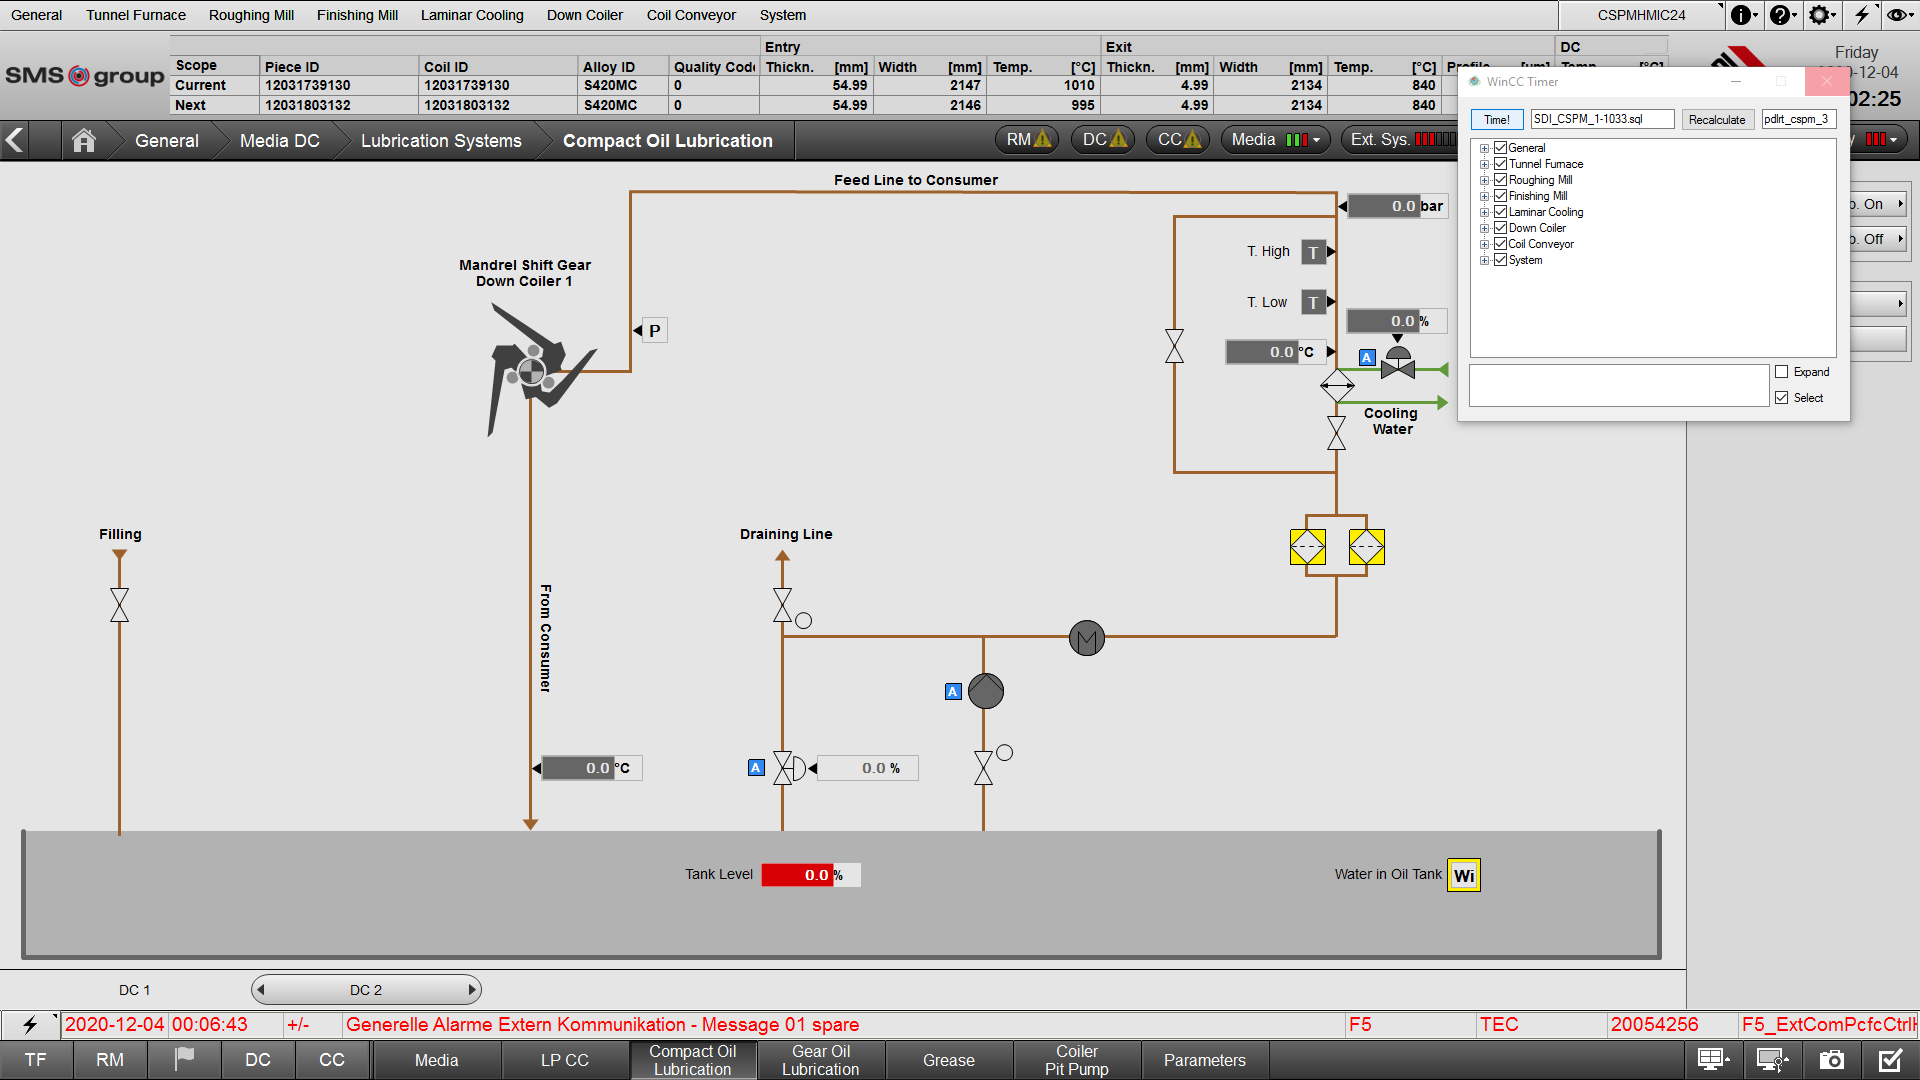 General Tunnel Furnace Roughing Mill Finishing Mill Laminar Cooling Down Coiler Coil Conveyor System CSPMHMIC24
SMS group
Entry Exit DC
Scope Piece ID Coil ID Alloy ID Quality Code Thickn. [mm] Width [mm] Temp. [°C] Thickn. [mm] Width [mm] Temp. [°C]
Current 12031739130 12031739130 S420MC 0 54.99 2147 1010 4.99 2134 840
Next 12031803132 12031803132 S420MC 0 54.99 2146 995 4.99 2134 840
Friday
-12-04
02:25
General Media DC Lubrication Systems Compact Oil Lubrication RM DC CC Media Ext. Sys.
WinCC Timer
Time! SDI_CSPM_1-1033.sql Recalculate pdlrt_cspm_3
General
Tunnel Furnace
Roughing Mill
Finishing Mill
Laminar Cooling
Down Coiler
Coil Conveyor
System
Expand
Select
On
Off
Feed Line to Consumer
0.0 bar
T. High T
T. Low T
0.0 %
0.0 °C
A
Cooling
Water
Mandrel Shift Gear
Down Coiler 1
P
Filling
Draining Line
From Consumer
M
A
0.0 °C
A
0.0 %
Tank Level 0.0 %
Water in Oil Tank Wi
DC 1 DC 2
2020-12-04 00:06:43 +/- Generelle Alarme Extern Kommunikation - Message 01 spare F5 TEC 20054256 F5_ExtComPcfcCtrl
TF RM DC CC Media LP CC Compact Oil Lubrication Gear Oil Lubrication Grease Coiler Pit Pump Parameters